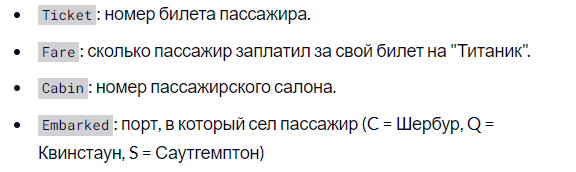 • Ticket: номер билета пассажира.
• Fare: сколько пассажир заплатил за свой билет на "Титаник".
• Cabin: номер пассажирского салона.
• Embarked: порт, в который сел пассажир (C = Шербур, Q =
Квинстаун, S = Саутгемптон)